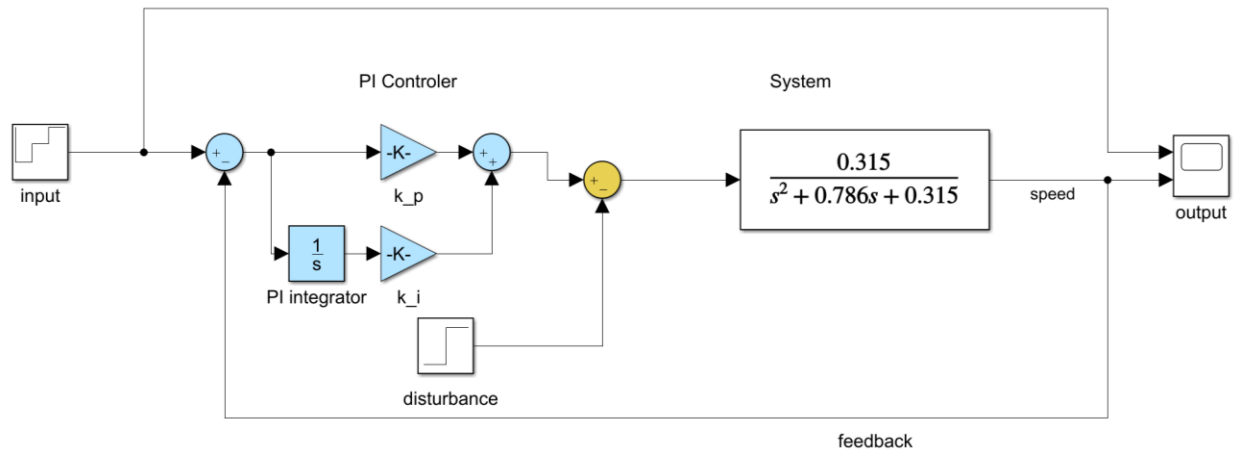 PI Controler
System
input
+
−
-K-
k_p
+
+
+
−
0.315
s² + 0.786s + 0.315
speed
output
1
s
PI integrator
-K-
k_i
disturbance
feedback